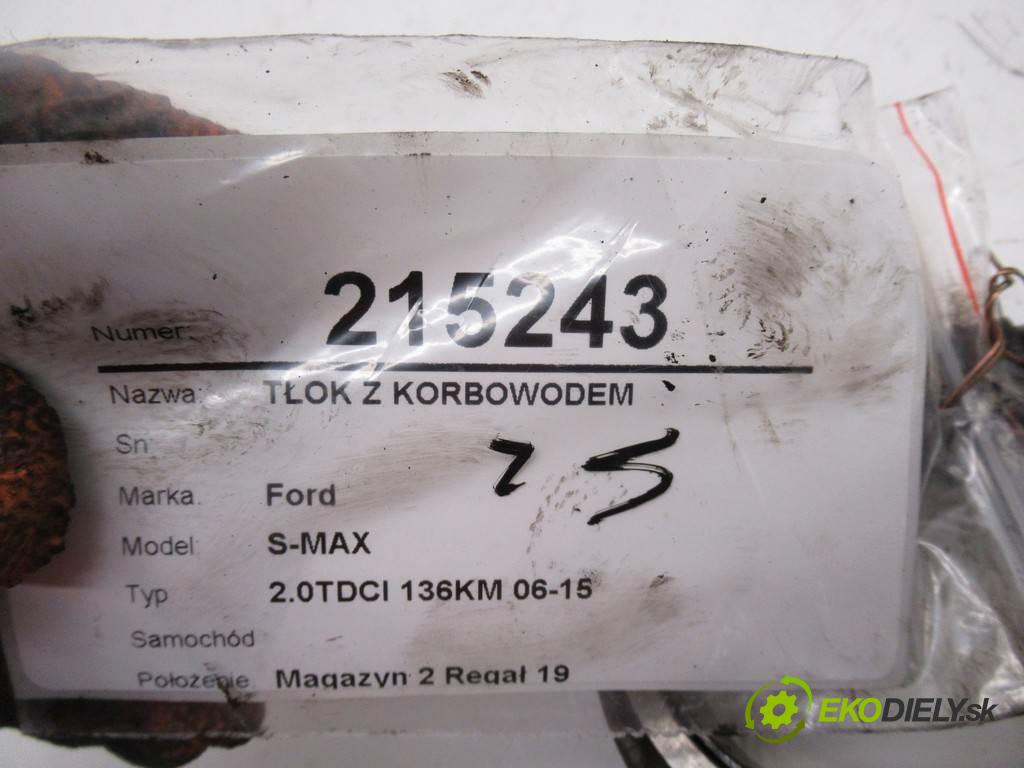 Numer: 215243
Nazwa: TŁOK Z KORBOWODEM
Sn
Marka: Ford
Model: S-MAX
Typ 2.0TDCI 136KM 06-15
Samochód
Położenie Magazyn 2 Regał 19
EKODIELY.sk